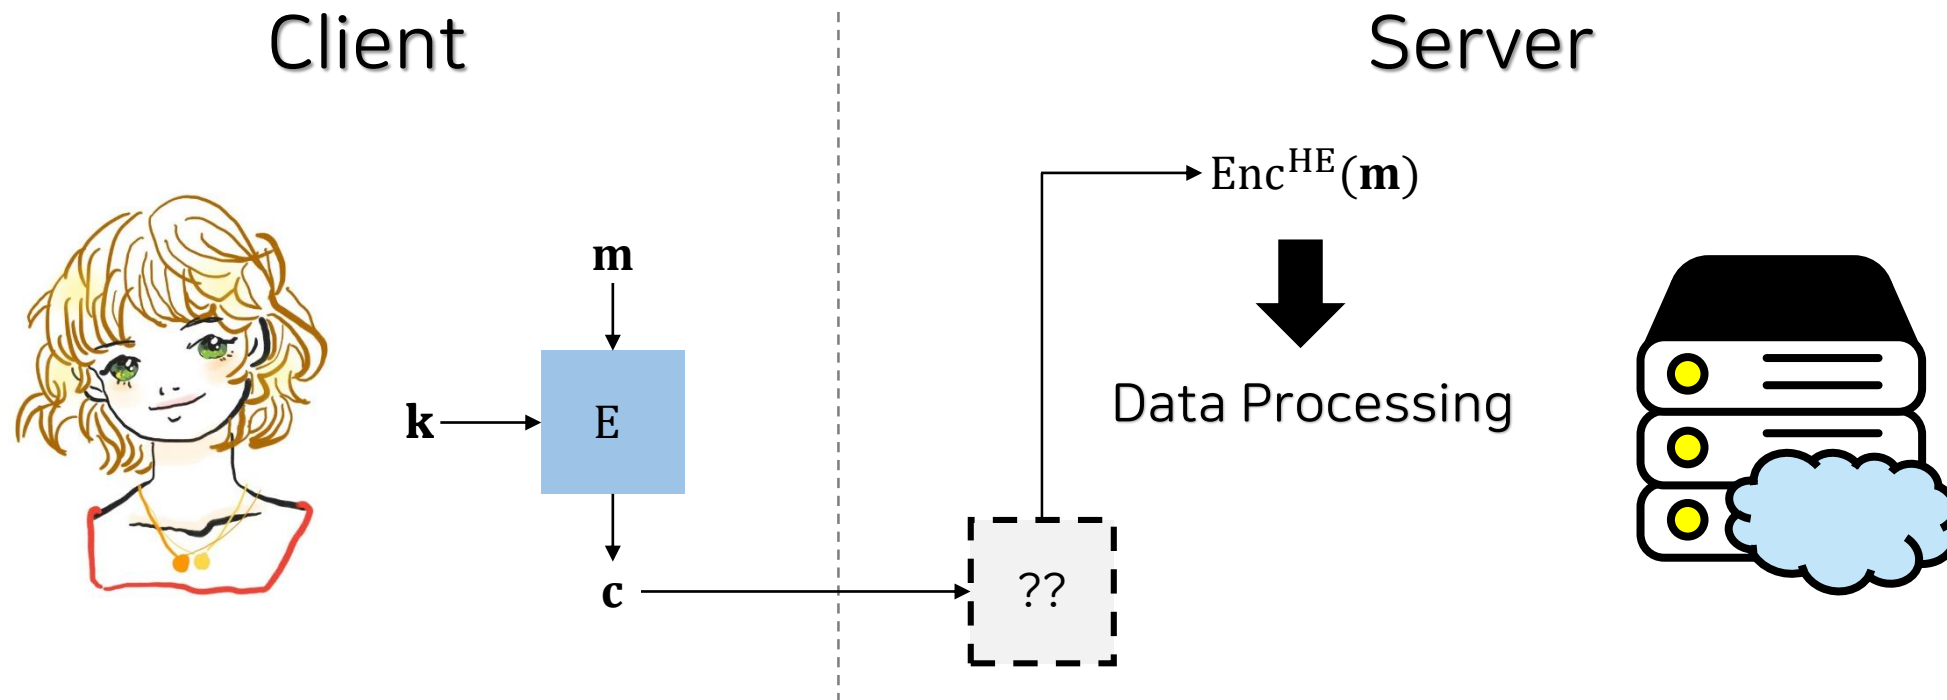 Client
Server
Enc^HE(m)
m
Data Processing
k
E
c
??